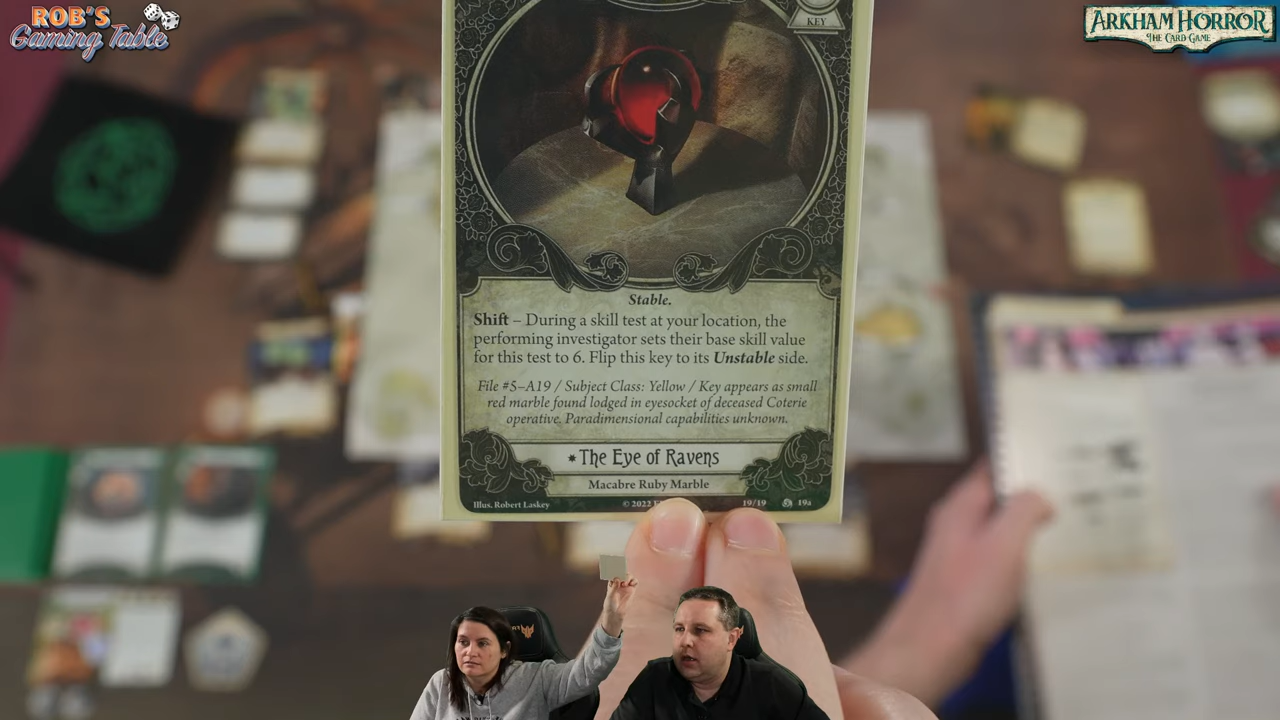 ROB'S
Gaming Table
ARKHAM HORROR
THE CARD GAME
KEY
Stable.
Shift – During a skill test at your location, the
performing investigator sets their base skill value
for this test to 6. Flip this key to its Unstable side.
File #5–A19 / Subject Class: Yellow / Key appears as small
red marble found lodged in eyesocket of deceased Coterie
operative. Paradimensional capabilities unknown.
The Eye of Ravens
Macabre Ruby Marble
Illus. Robert Laskey © 2022 19/19 19a